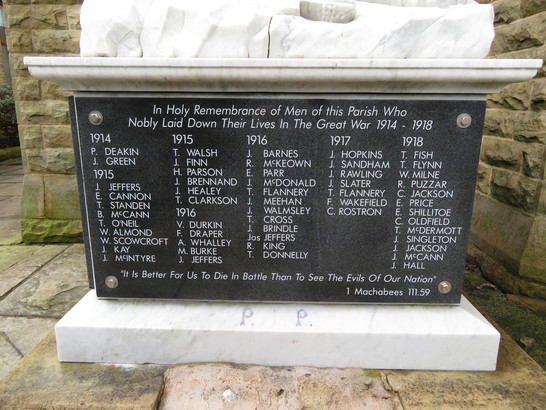 In Holy Remembrance of Men of this Parish Who
Nobly Laid Down Their Lives In The Great War 1914 - 1918
1914
P. DEAKIN
J. GREEN
1915
J. JEFFERS
E. CANNON
T. STANDEN
B. McCANN
T. O'NEIL
W. ALMOND
W. SCOWCROFT
J. KAY
J. McINTYRE
1915
T. WALSH
J. FINN
H. PARSON
J. BRENNAND
J. HEALEY
T. CLARKSON
1916
V. DURKIN
F. DRAPER
A. WHALLEY
M. BURKE
J. JEFFERS
1916
J. BARNES
R. McKEOWN
E. PARR
J. McDONALD
T. FLANNERY
J. MEEHAN
J. WALMSLEY
T. CROSS
J. BRINDLE
Jos JEFFERS
R. KING
T. DONNELLY
1917
J. HOPKINS
J. SANDHAM
J. RAWLING
J. SLATER
T. FLANNERY
F. WAKEFIELD
C. ROSTRON
1918
T. FISH
T. FLYNN
W. MILNE
R. PUZZAR
C. JACKSON
E. PRICE
E. SHILLITOE
C. OLDFIELD
T. McDERMOTT
J. SINGLETON
J. JACKSON
J. McCANN
J. HALL
"It Is Better For Us To Die In Battle Than To See The Evils Of Our Nation"
1 Machabees 111.59
P. P.